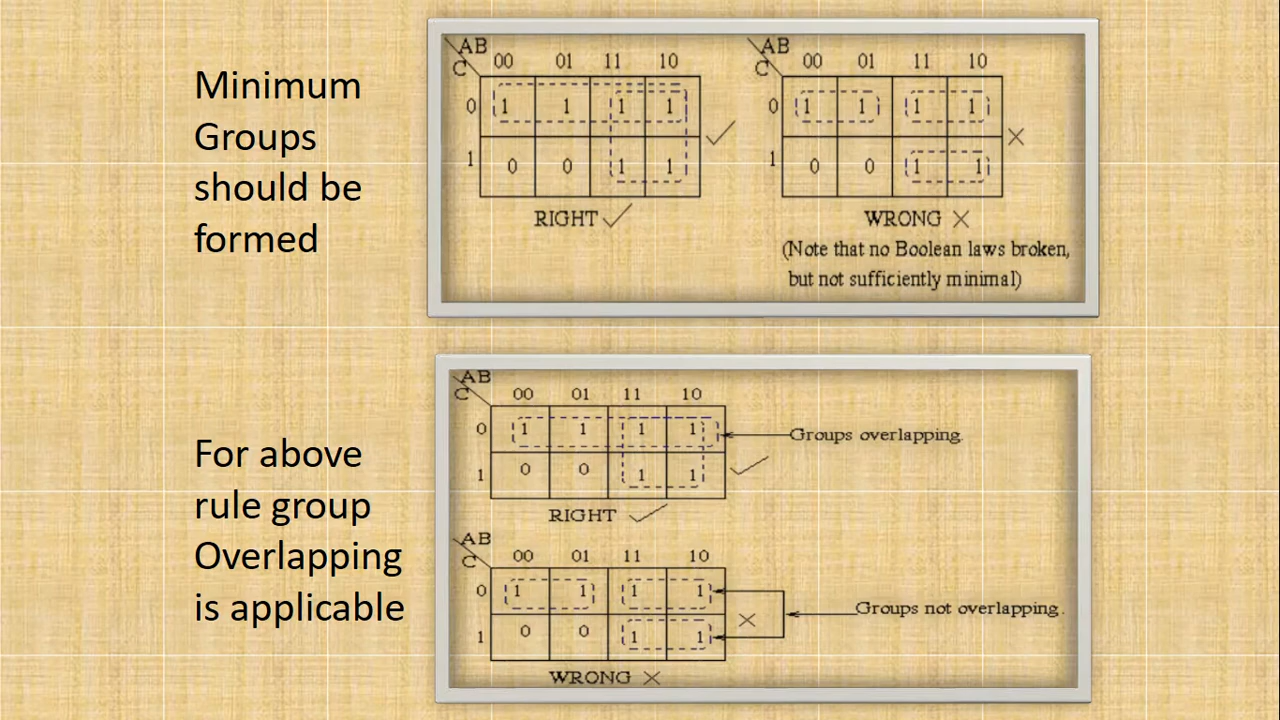 Minimum
Groups
should be
formed
AB
C
00 01 11 10
0 1 1 1 1
1 0 0 1 1
RIGHT
AB
C
00 01 11 10
0 1 1 1 1
1 0 0 1 1
WRONG
(Note that no Boolean laws broken,
but not sufficiently minimal)
For above
rule group
Overlapping
is applicable
AB
C
00 01 11 10
0 1 1 1 1
1 0 0 1 1
Groups overlapping.
RIGHT
AB
C
00 01 11 10
0 1 1 1 1
1 0 0 1 1
Groups not overlapping.
WRONG